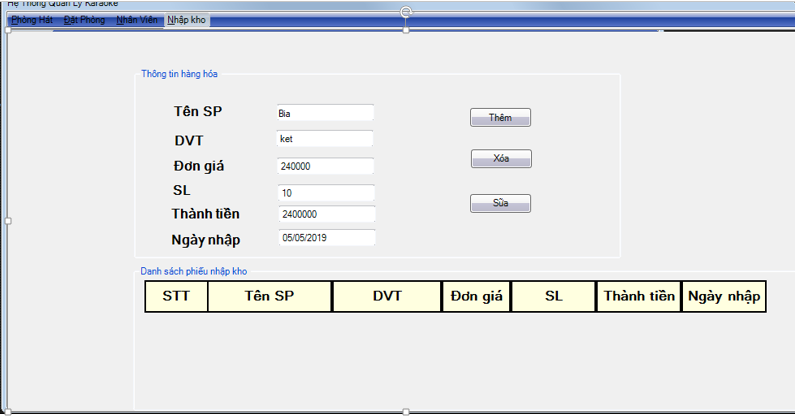 Hệ Thống Quản Lý Karaoke
Phòng Hát Đặt Phòng Nhân Viên Nhập kho
Thông tin hàng hóa
Tên SP Bia Thêm
DVT ket
Đơn giá 240000 Xóa
SL 10
Thành tiền 2400000 Sữa
Ngày nhập 05/05/2019
Danh sách phiếu nhập kho
STT Tên SP DVT Đơn giá SL Thành tiền Ngày nhập